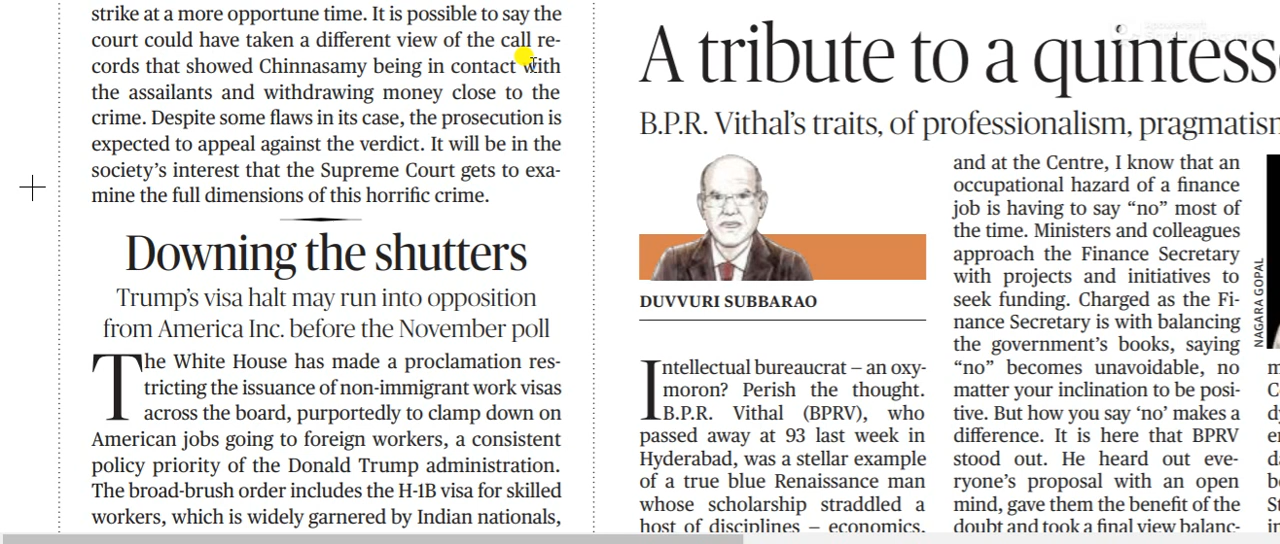 strike at a more opportune time. It is possible to say the
court could have taken a different view of the call re-
cords that showed Chinnasamy being in contact with
the assailants and withdrawing money close to the
crime. Despite some flaws in its case, the prosecution is
expected to appeal against the verdict. It will be in the
society’s interest that the Supreme Court gets to exa-
mine the full dimensions of this horrific crime.
Downing the shutters
Trump’s visa halt may run into opposition
from America Inc. before the November poll
The White House has made a proclamation res-
tricting the issuance of non-immigrant work visas
across the board, purportedly to clamp down on
American jobs going to foreign workers, a consistent
policy priority of the Donald Trump administration.
The broad-brush order includes the H-1B visa for skilled
workers, which is widely garnered by Indian nationals,
A tribute to a quintess
B.P.R. Vithal’s traits, of professionalism, pragmatism
DUVVURI SUBBARAO
Intellectual bureaucrat – an oxy-
moron? Perish the thought.
B.P.R. Vithal (BPRV), who
passed away at 93 last week in
Hyderabad, was a stellar example
of a true blue Renaissance man
whose scholarship straddled a
host of disciplines – economics,
and at the Centre, I know that an
occupational hazard of a finance
job is having to say “no” most of
the time. Ministers and colleagues
approach the Finance Secretary
with projects and initiatives to
seek funding. Charged as the Fi-
nance Secretary is with balancing
the government’s books, saying
“no” becomes unavoidable, no
matter your inclination to be posi-
tive. But how you say ‘no’ makes a
difference. It is here that BPRV
stood out. He heard out eve-
ryone’s proposal with an open
mind, gave them the benefit of the
doubt and took a final view balanc-
NAGARA GOPAL